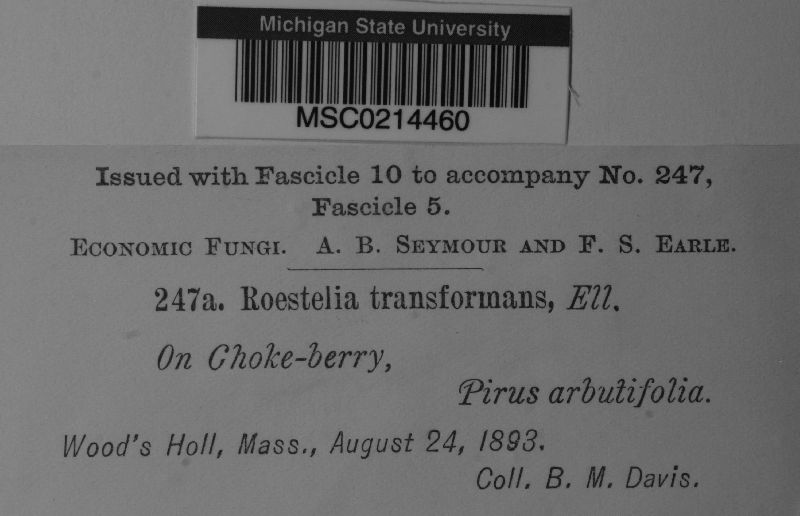 Michigan State University
MSC0214460
Issued with Fascicle 10 to accompany No. 247,
Fascicle 5.
ECONOMIC FUNGI. A. B. SEYMOUR AND F. S. EARLE.
247a. Roestelia transformans, Ell.
On Choke-berry,
Pirus arbutifolia.
Wood's Holl, Mass., August 24, 1893.
Coll. B. M. Davis.